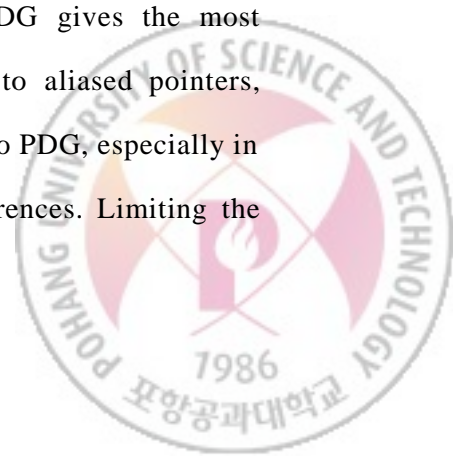 DG gives the most
to aliased pointers,
o PDG, especially in
rences. Limiting the
POHANG UNIVERSITY OF SCIENCE AND TECHNOLOGY
1986
포항공과대학교